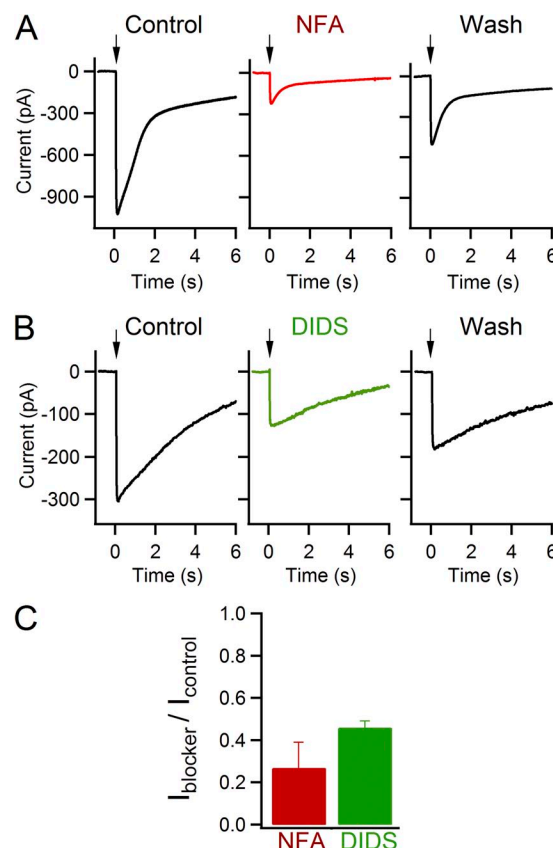 A
Control NFA Wash
0
-300
-600
-900
Current (pA)
0 2 4 6 0 2 4 6 0 2 4 6
Time (s) Time (s) Time (s)
B
Control DIDS Wash
0
-100
-200
-300
Current (pA)
0 2 4 6 0 2 4 6 0 2 4 6
Time (s) Time (s) Time (s)
C
1.0
0.8
0.6
0.4
0.2
0.0
I blocker / I control
NFA DIDS